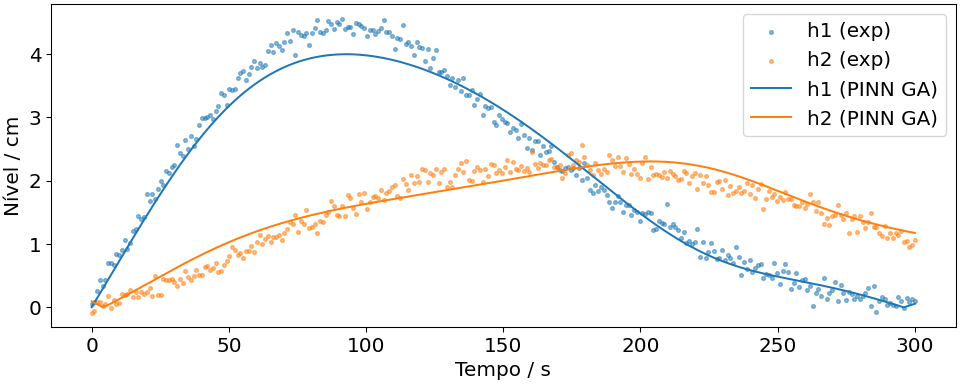 h1 (exp)
h2 (exp)
h1 (PINN GA)
h2 (PINN GA)
Nível / cm
4
3
2
1
0
0 50 100 150 200 250 300
Tempo / s